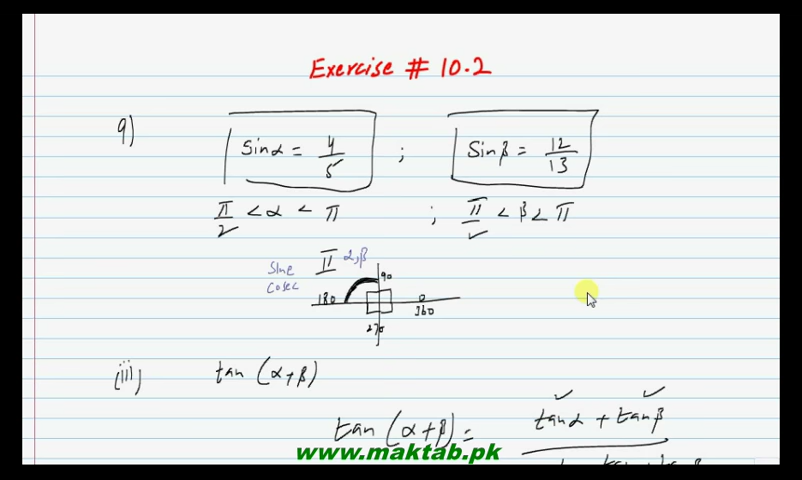 Exercise # 10.2
9) Sinα = 4/5 ; Sinβ = 12/13
π/2 < α < π ; π/2 < β < π
Sine II α,β
Cosec
90
180 0
360
270
(iii) tan (α+β)
tan (α+β) = tanα + tanβ
www.maktab.pk